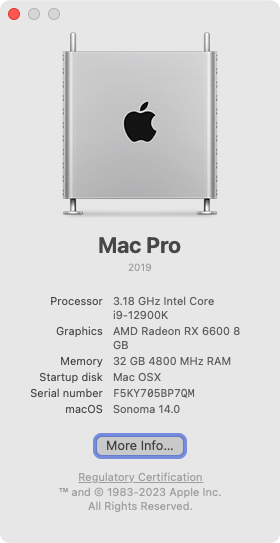 Mac Pro
2019
Processor 3.18 GHz Intel Core
i9-12900K
Graphics AMD Radeon RX 6600 8
GB
Memory 32 GB 4800 MHz RAM
Startup disk Mac OSX
Serial number F5KY705BP7QM
macOS Sonoma 14.0
More Info...
Regulatory Certification
™ and © 1983-2023 Apple Inc.
All Rights Reserved.